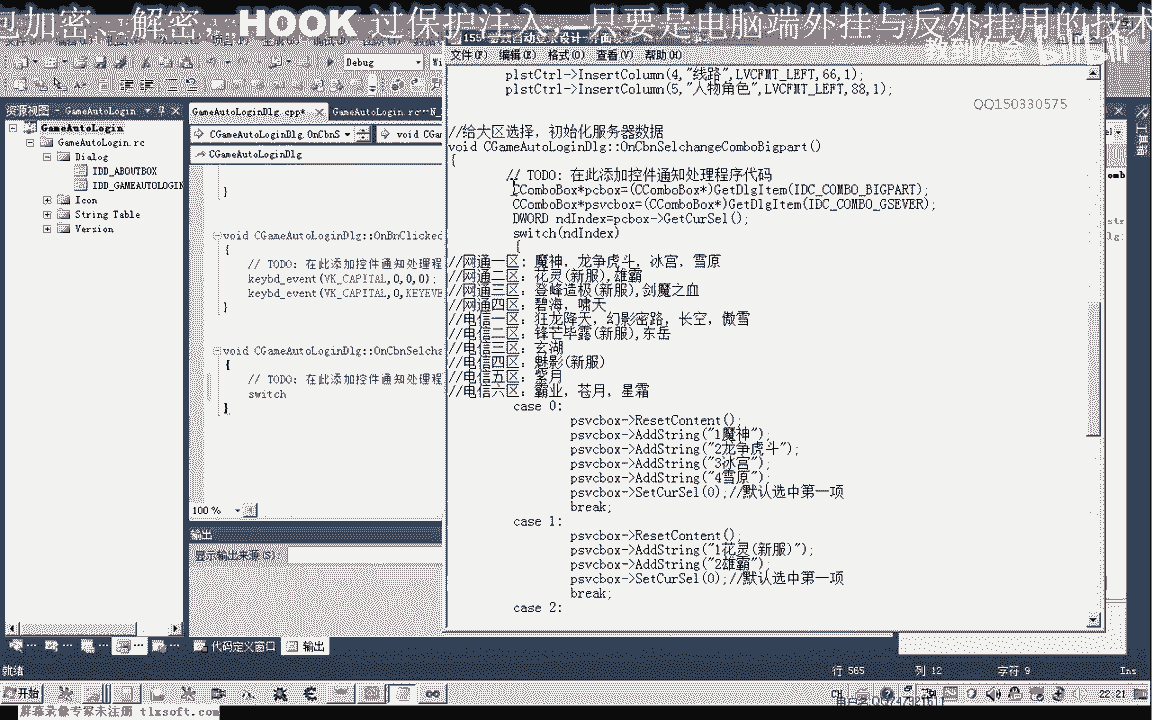 包加密、解密，HOOK 过保护注入，只要是电脑端外挂与反外挂用的技术
教到你会
文件(F) 编辑(E) 格式(O) 查看(V) 帮助(H)
Debug
plstCtrl->InsertColumn(4,"线路",LVCFMT_LEFT,66,1);
plstCtrl->InsertColumn(5,"人物角色",LVCFMT_LEFT,88,1);
QQ150330575
资源视图 - GameAutoLogin
GameAutoLogin
GameAutoLogin.rc
Dialog
IDD_ABOUTBOX
IDD_GAMEAUTOLOGIN
Icon
String Table
Version
GameAutoLoginDlg.cpp*
GameAutoLogin.rc
CGameAutoLoginDlg.OnCbnS
void CGa
CGameAutoLoginDlg
}
void CGameAutoLoginDlg::OnBnClicked
{
// TODO: 在此添加控件通知处理程
keybd_event(VK_CAPITAL,0,0,0);
keybd_event(VK_CAPITAL,0,KEYEVE
}
void CGameAutoLoginDlg::OnCbnSelcha
{
// TODO: 在此添加控件通知处理程
switch
}
100 %
//给大区选择，初始化服务器数据
void CGameAutoLoginDlg::OnCbnSelchangeComboBigpart()
{
// TODO: 在此添加控件通知处理程序代码
CComboBox*pcbox=(CComboBox*)GetDlgItem(IDC_COMBO_BIGPART);
CComboBox*psvcbox=(CComboBox*)GetDlgItem(IDC_COMBO_GSEVER);
DWORD ndIndex=pcbox->GetCurSel();
switch(ndIndex)
{
//网通一区：魔神，龙争虎斗，冰宫，雪原
//网通二区：花灵(新服),雄霸
//网通三区：登峰造极(新服),剑魔之血
//网通四区：碧海，啸天
//电信一区：狂龙降天，幻影密路，长空，傲雪
//电信二区：锋芒毕露(新服),东岳
//电信三区：玄湖
//电信四区：魅影(新服)
//电信五区：紫月
//电信六区：霸业，苍月，星霜
case 0:
psvcbox->ResetContent();
psvcbox->AddString("1魔神");
psvcbox->AddString("2龙争虎斗");
psvcbox->AddString("3冰宫");
psvcbox->AddString("4雪原");
psvcbox->SetCurSel(0);//默认选中第一项
break;
case 1:
psvcbox->ResetContent();
psvcbox->AddString("1花灵(新服)");
psvcbox->AddString("2雄霸");
psvcbox->SetCurSel(0);//默认选中第一项
break;
case 2:
输出
显示输出来源(S):
代码定义窗口 输出
就绪
行 565 列 12 字符 9 Ins
开始
22:21
屏幕录像专家未注册 tlxsoft.com